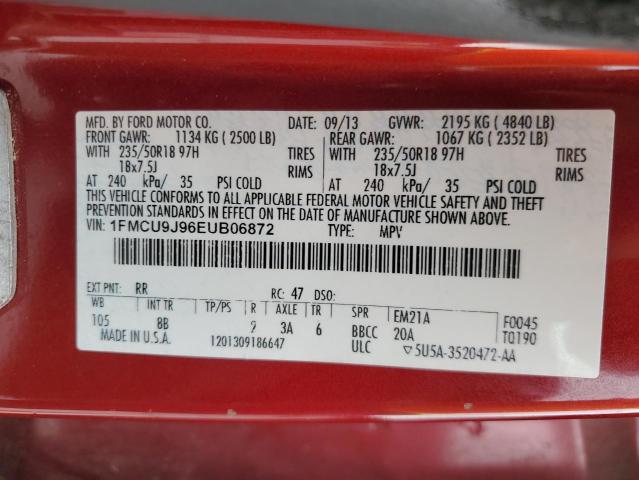 MFD. BY FORD MOTOR CO. DATE: 09/13 GVWR: 2195 KG ( 4840 LB)
FRONT GAWR: 1134 KG ( 2500 LB) REAR GAWR: 1067 KG ( 2352 LB)
WITH 235/50R18 97H TIRES WITH 235/50R18 97H TIRES
18x7.5J RIMS 18x7.5J RIMS
AT 240 kPa/ 35 PSI COLD AT 240 kPa/ 35 PSI COLD
THIS VEHICLE CONFORMS TO ALL APPLICABLE FEDERAL MOTOR VEHICLE SAFETY AND THEFT
PREVENTION STANDARDS IN EFFECT ON THE DATE OF MANUFACTURE SHOWN ABOVE.
VIN: 1FMCU9J96EUB06872 TYPE: MPV
EXT PNT: RR RC: 47 DSO:
WB INT TR TP/PS R AXLE TR SPR EM21A F0045
105 8B 2 3A 6 BBCC 20A TQ190
MADE IN U.S.A. 1201309186647 ULC ▽5U5A-3520472-AA